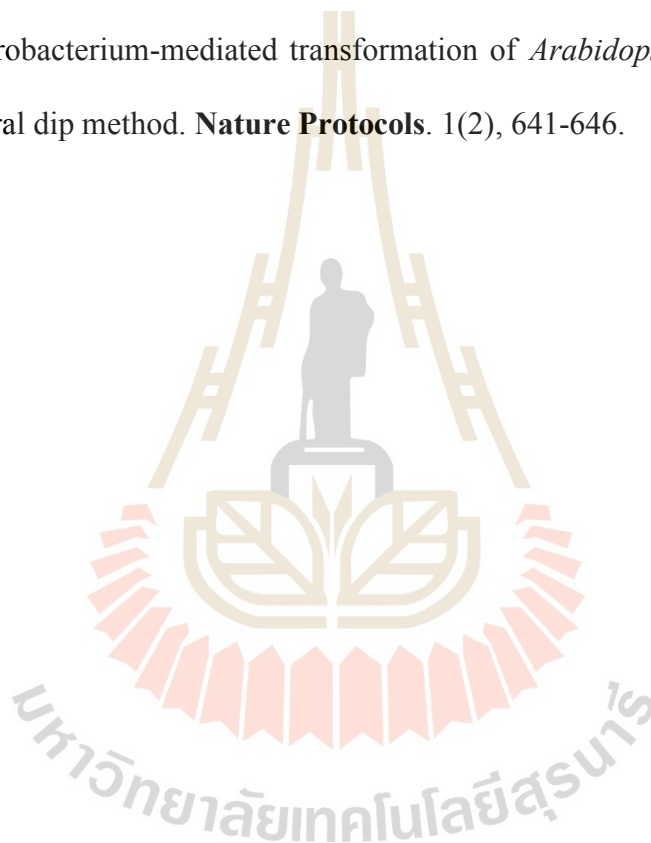 robacterium-mediated transformation of Arabidop
ral dip method. Nature Protocols. 1(2), 641-646.
มหาวิทยาลัยเทคโนโลยีสุรนารี